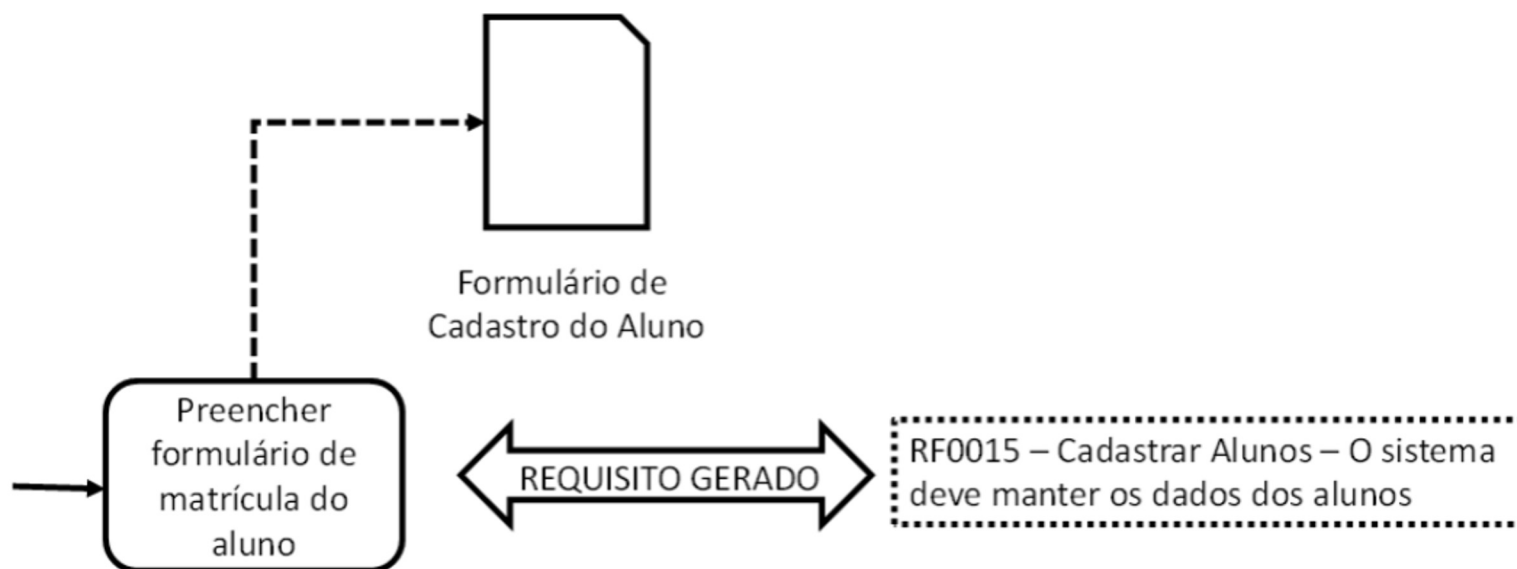 Formulário de
Cadastro do Aluno
Preencher
formulário de
matrícula do
aluno
REQUISITO GERADO
RF0015 – Cadastrar Alunos – O sistema
deve manter os dados dos alunos